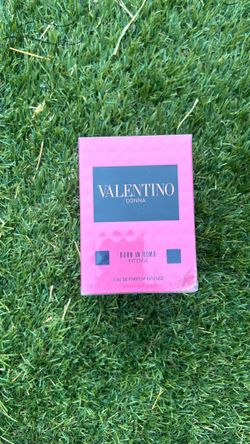 VALENTINO
DONNA
BORN IN ROMA
INTENSE
EAU DE PARFUM INTENSE